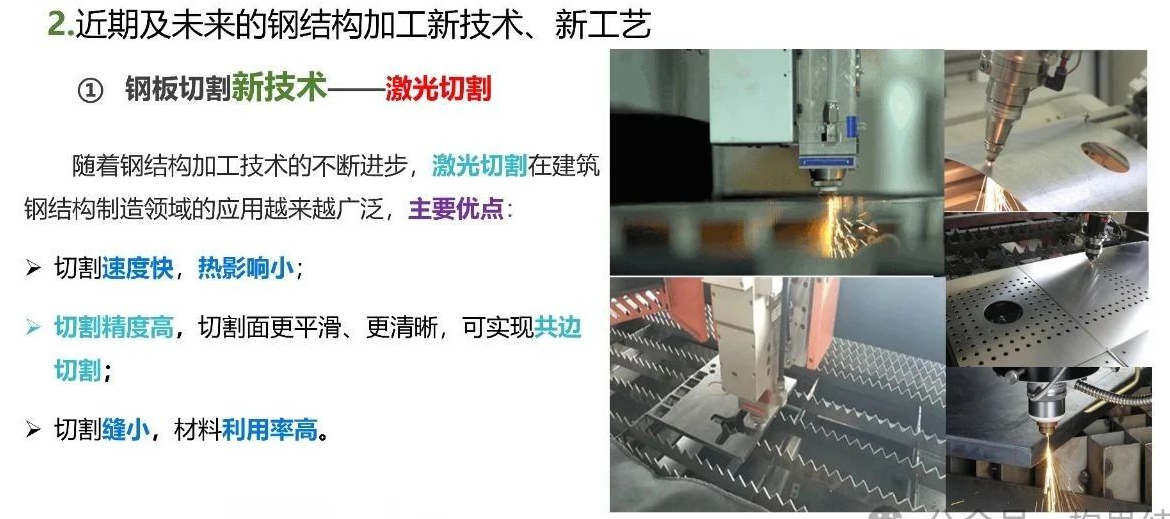 2.近期及未来的钢结构加工新技术、新工艺
① 钢板切割新技术——激光切割
随着钢结构加工技术的不断进步，激光切割在建筑
钢结构制造领域的应用越来越广泛，主要优点：
➢ 切割速度快，热影响小；
➢ 切割精度高，切割面更平滑、更清晰，可实现共边
切割；
➢ 切割缝小，材料利用率高。